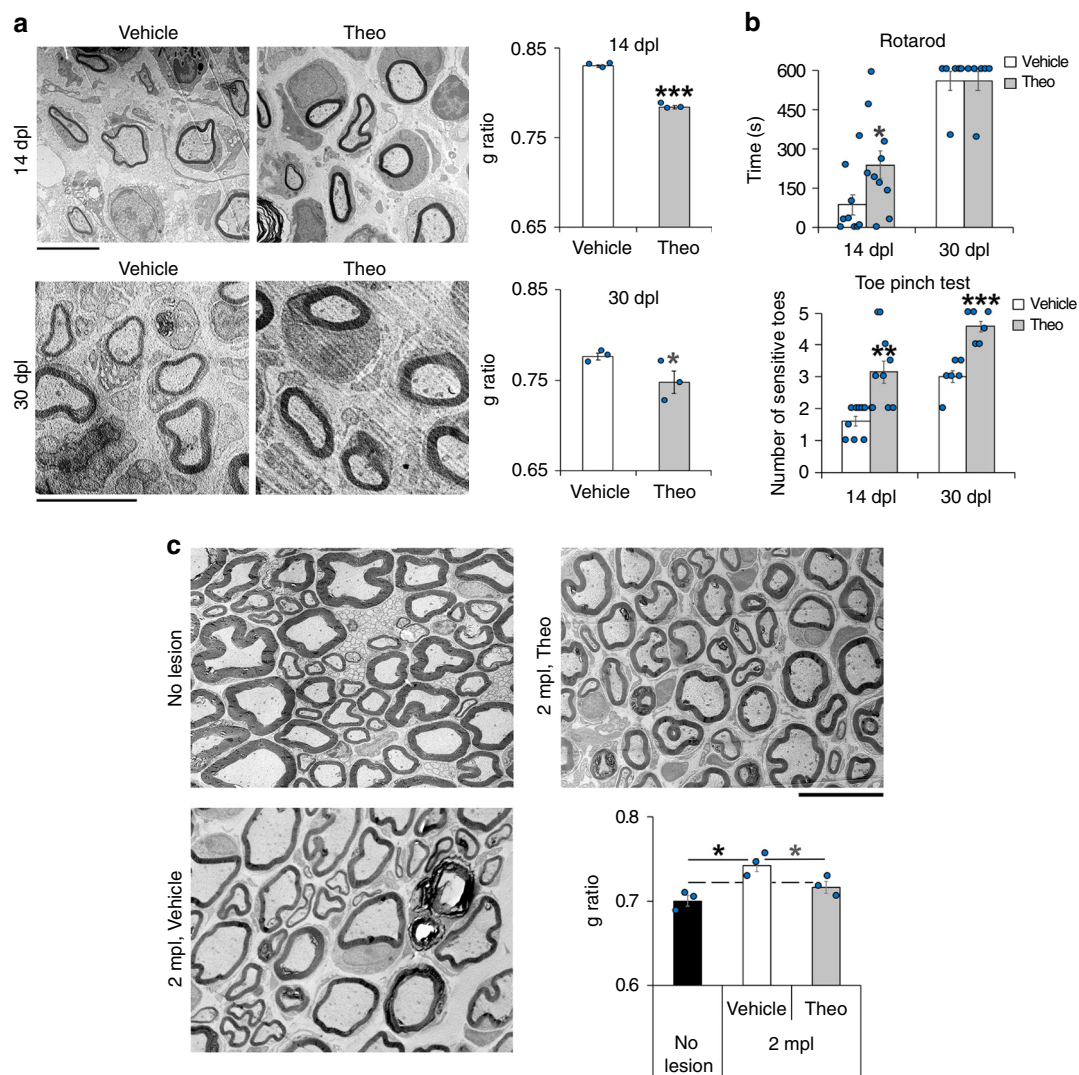 a
Vehicle
Theo
14 dpl
0.85
0.75
0.65
g ratio
14 dpl
***
Vehicle
Theo
Vehicle
Theo
30 dpl
0.85
0.75
0.65
g ratio
30 dpl
*
Vehicle
Theo
b
Rotarod
Vehicle
Theo
600
450
300
150
0
Time (s)
*
14 dpl
30 dpl
Toe pinch test
Vehicle
Theo
5
4
3
2
1
0
Number of sensitive toes
**
***
14 dpl
30 dpl
c
No lesion
2 mpl, Theo
2 mpl, Vehicle
0.8
0.7
0.6
g ratio
*
*
Vehicle
Theo
No
lesion
2 mpl